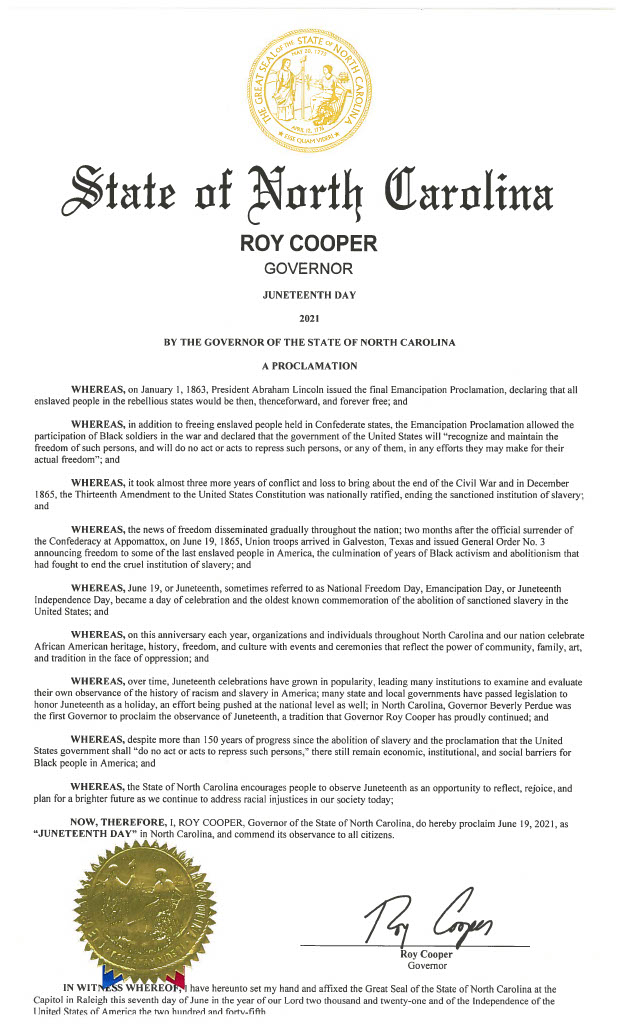 THE GREAT SEAL OF THE STATE OF NORTH CAROLINA
MAY 20, 1775
APRIL 12, 1776
ESSE QUAM VIDERI
State of North Carolina
ROY COOPER
GOVERNOR
JUNETEENTH DAY
2021
BY THE GOVERNOR OF THE STATE OF NORTH CAROLINA
A PROCLAMATION
WHEREAS, on January 1, 1863, President Abraham Lincoln issued the final Emancipation Proclamation, declaring that all
enslaved people in the rebellious states would be then, thenceforward, and forever free; and
WHEREAS, in addition to freeing enslaved people held in Confederate states, the Emancipation Proclamation allowed the
participation of Black soldiers in the war and declared that the government of the United States will “recognize and maintain the
freedom of such persons, and will do no act or acts to repress such persons, or any of them, in any efforts they may make for their
actual freedom”; and
WHEREAS, it took almost three more years of conflict and loss to bring about the end of the Civil War and in December
1865, the Thirteenth Amendment to the United States Constitution was nationally ratified, ending the sanctioned institution of slavery;
and
WHEREAS, the news of freedom disseminated gradually throughout the nation; two months after the official surrender of
the Confederacy at Appomattox, on June 19, 1865, Union troops arrived in Galveston, Texas and issued General Order No. 3
announcing freedom to some of the last enslaved people in America, the culmination of years of Black activism and abolitionism that
had fought to end the cruel institution of slavery; and
WHEREAS, June 19, or Juneteenth, sometimes referred to as National Freedom Day, Emancipation Day, or Juneteenth
Independence Day, became a day of celebration and the oldest known commemoration of the abolition of sanctioned slavery in the
United States; and
WHEREAS, on this anniversary each year, organizations and individuals throughout North Carolina and our nation celebrate
African American heritage, history, freedom, and culture with events and ceremonies that reflect the power of community, family, art,
and tradition in the face of oppression; and
WHEREAS, over time, Juneteenth celebrations have grown in popularity, leading many institutions to examine and evaluate
their own observance of the history of racism and slavery in America; many state and local governments have passed legislation to
honor Juneteenth as a holiday, an effort being pushed at the national level as well; in North Carolina, Governor Beverly Perdue was
the first Governor to proclaim the observance of Juneteenth, a tradition that Governor Roy Cooper has proudly continued; and
WHEREAS, despite more than 150 years of progress since the abolition of slavery and the proclamation that the United
States government shall “do no act or acts to repress such persons,” there still remain economic, institutional, and social barriers for
Black people in America; and
WHEREAS, the State of North Carolina encourages people to observe Juneteenth as an opportunity to reflect, rejoice, and
plan for a brighter future as we continue to address racial injustices in our society today;
NOW, THEREFORE, I, ROY COOPER, Governor of the State of North Carolina, do hereby proclaim June 19, 2021, as
“JUNETEENTH DAY” in North Carolina, and commend its observance to all citizens.
Roy Cooper
Roy Cooper
Governor
IN WITNESS WHEREOF, I have hereunto set my hand and affixed the Great Seal of the State of North Carolina at the
Capitol in Raleigh this seventh day of June in the year of our Lord two thousand and twenty-one and of the Independence of the
United States of America the two hundred and forty-fifth